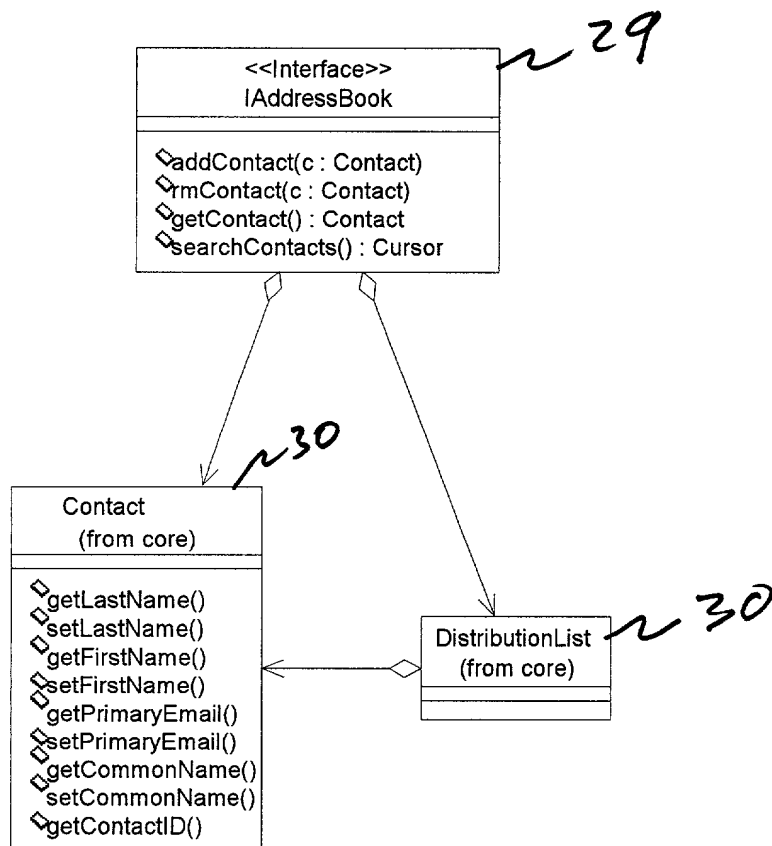 29
<<Interface>>
IAddressBook
addContact(c : Contact)
rmContact(c : Contact)
getContact() : Contact
searchContacts() : Cursor
30
Contact
(from core)
getLastName()
setLastName()
getFirstName()
setFirstName()
getPrimaryEmail()
setPrimaryEmail()
getCommonName()
setCommonName()
getContactID()
30
DistributionList
(from core)